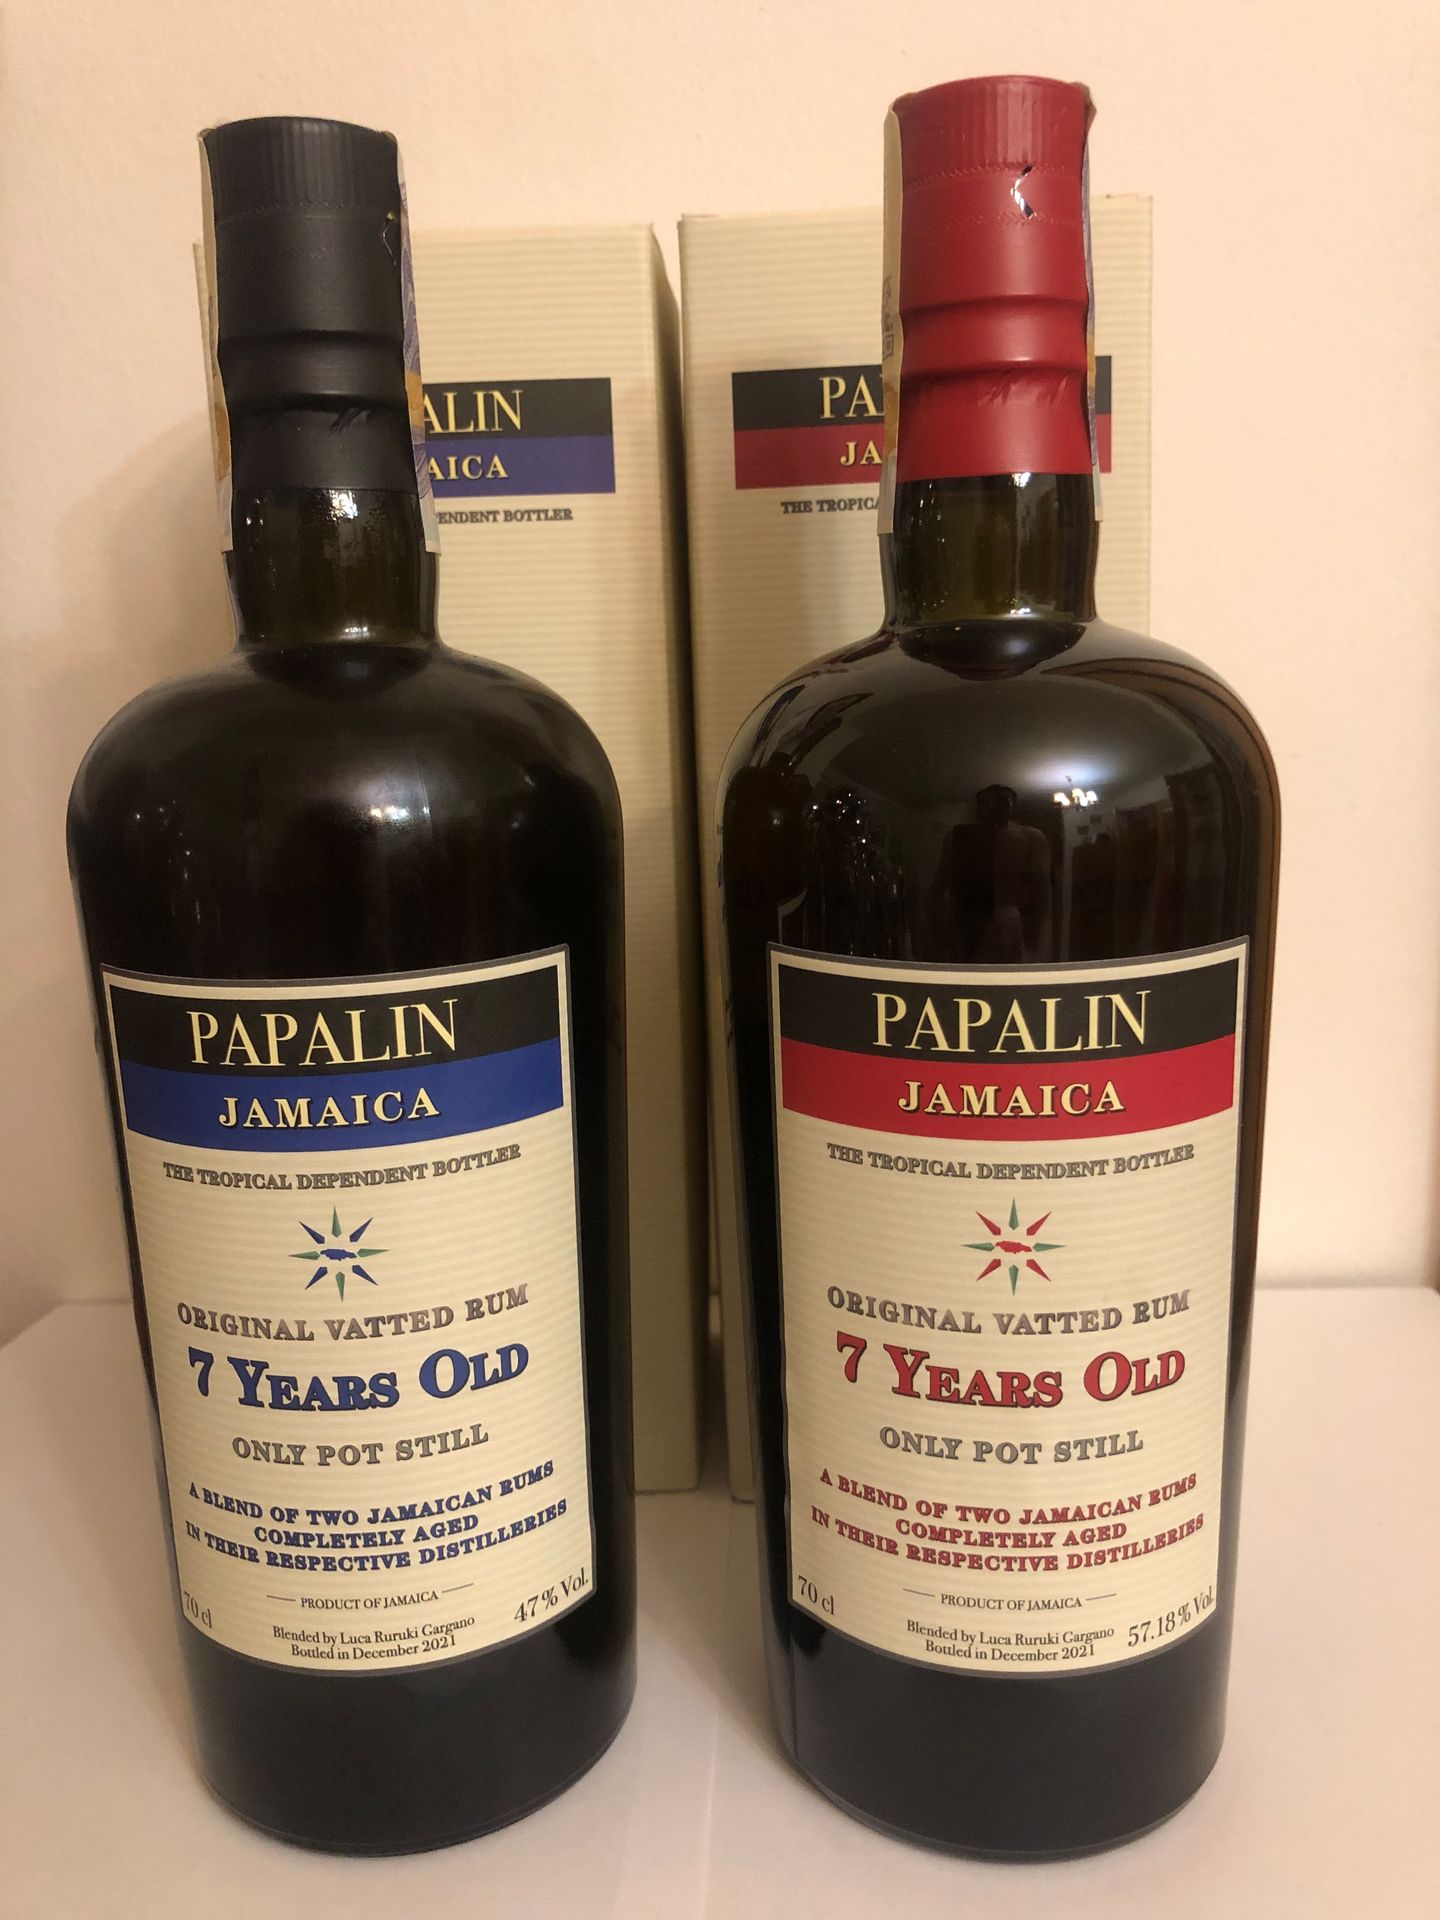 ALIN
AICA
ENDENT BOTTLER
PA
JA
THE TROPICA
PAPALIN
JAMAICA
THE TROPICAL DEPENDENT BOTTLER
ORIGINAL VATTED RUM
7 YEARS OLD
ONLY POT STILL
A BLEND OF TWO JAMAICAN RUMS
COMPLETELY AGED
IN THEIR RESPECTIVE DISTILLERIES
PRODUCT OF JAMAICA
70 cl
47% Vol.
Blended by Luca Ruruki Gargano
Bottled in December 2021
PAPALIN
JAMAICA
THE TROPICAL DEPENDENT BOTTLER
ORIGINAL VATTED RUM
7 YEARS OLD
ONLY POT STILL
A BLEND OF TWO JAMAICAN RUMS
COMPLETELY AGED
IN THEIR RESPECTIVE DISTILLERIES
PRODUCT OF JAMAICA
70 cl
57.18% Vol.
Blended by Luca Ruruki Gargano
Bottled in December 2021